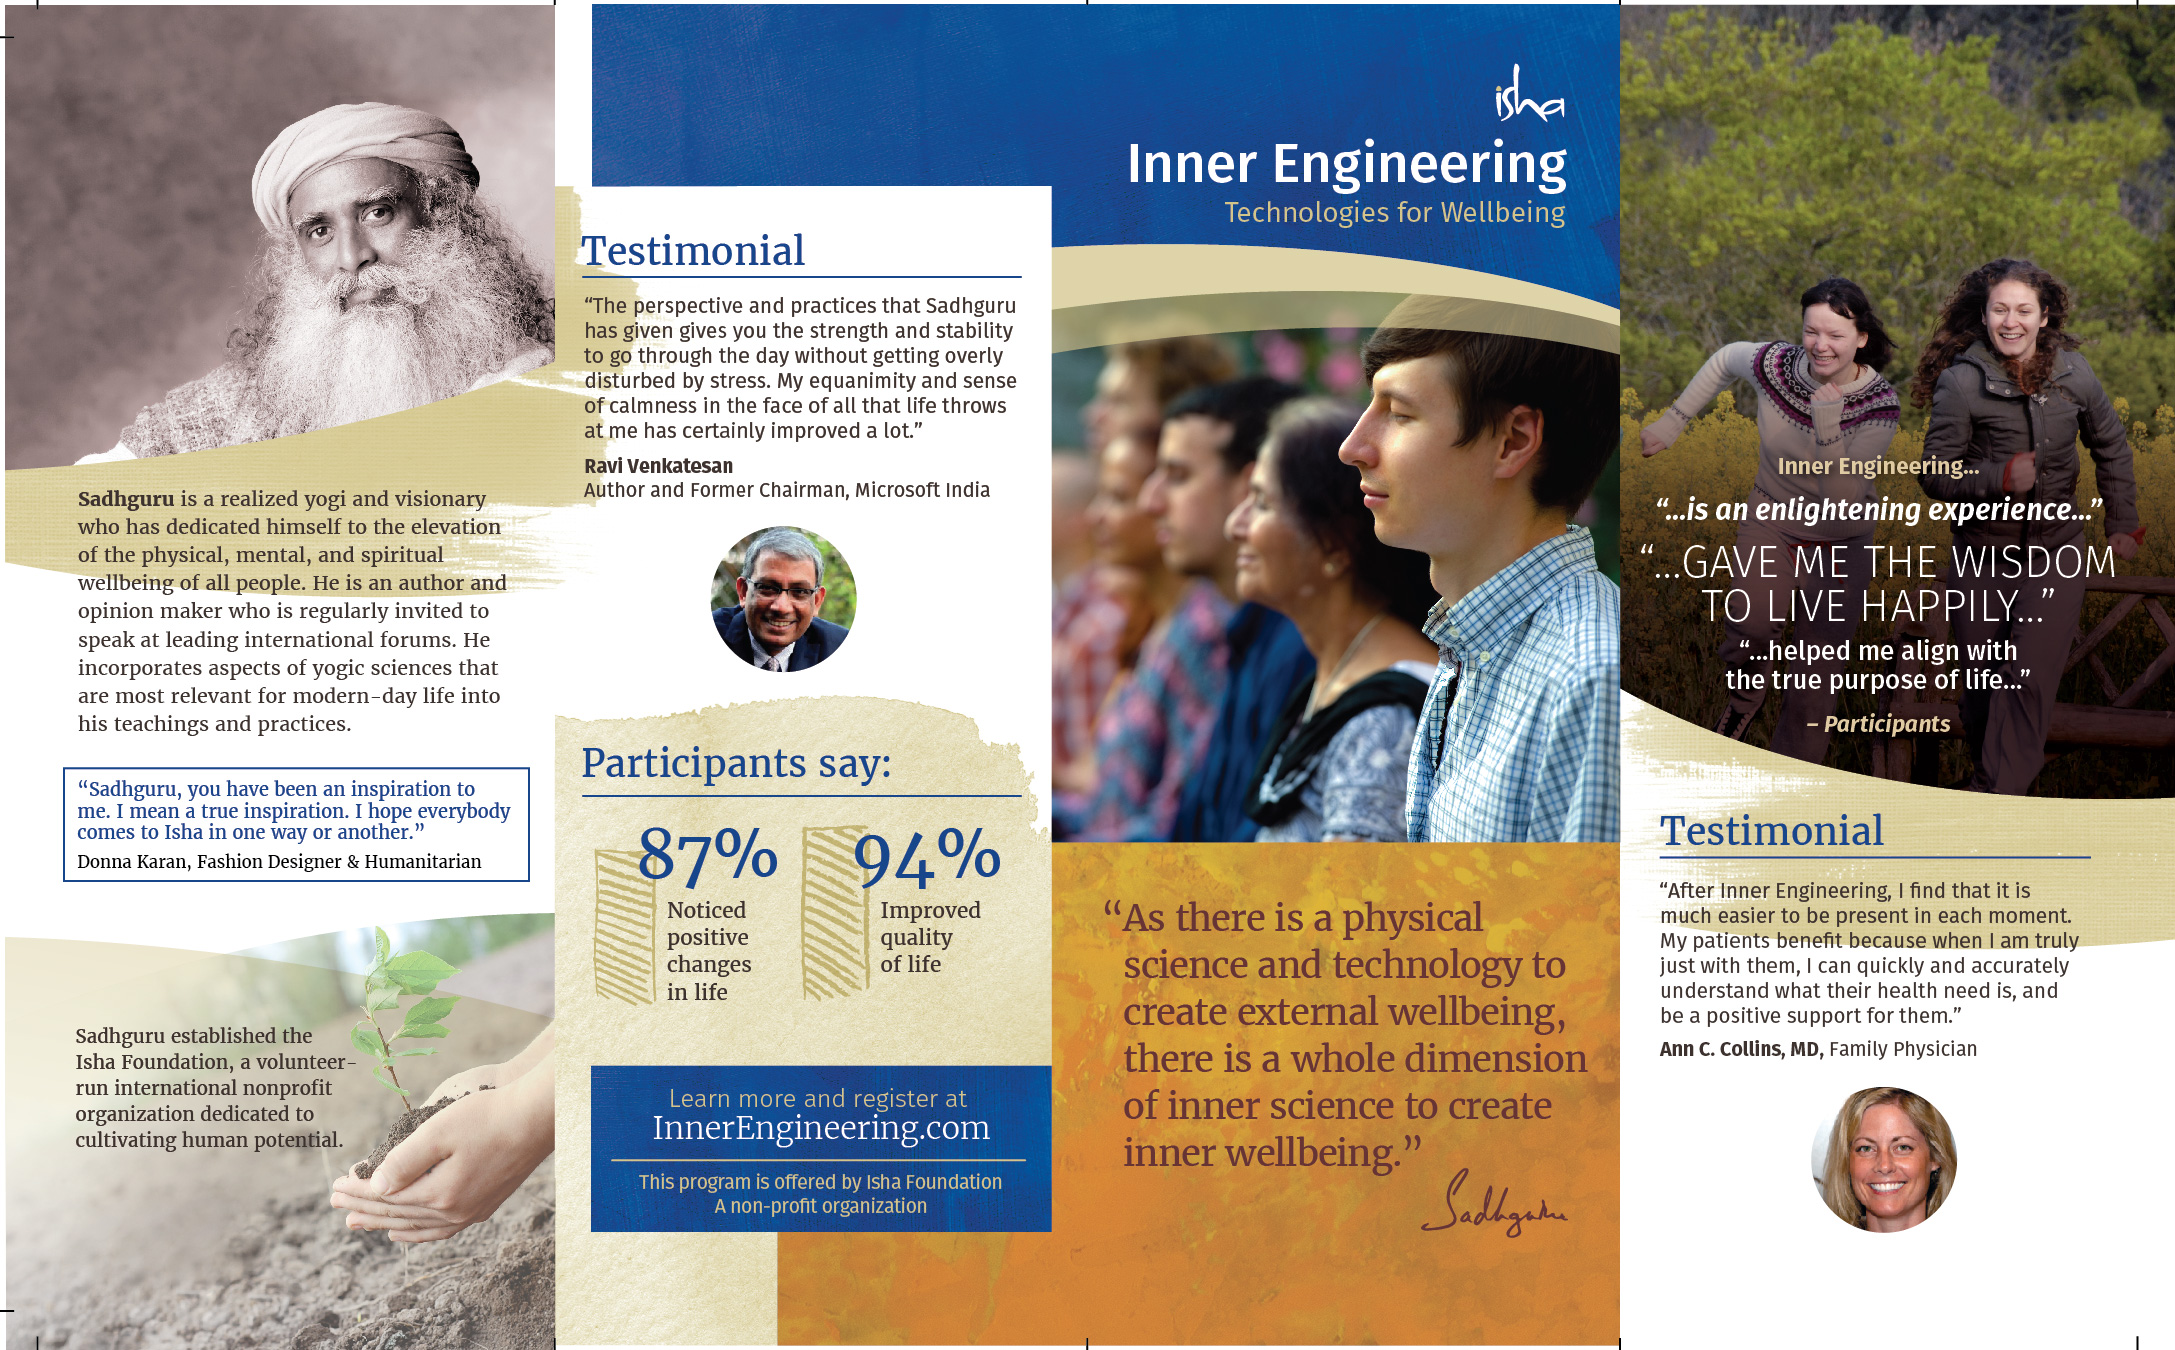 Sadhguru is a realized yogi and visionary
who has dedicated himself to the elevation
of the physical, mental, and spiritual
wellbeing of all people. He is an author and
opinion maker who is regularly invited to
speak at leading international forums. He
incorporates aspects of yogic sciences that
are most relevant for modern-day life into
his teachings and practices.
“Sadhguru, you have been an inspiration to
me. I mean a true inspiration. I hope everybody
comes to Isha in one way or another.”
Donna Karan, Fashion Designer & Humanitarian
Sadhguru established the
Isha Foundation, a volunteer-
run international nonprofit
organization dedicated to
cultivating human potential.
Testimonial
“The perspective and practices that Sadhguru
has given gives you the strength and stability
to go through the day without getting overly
disturbed by stress. My equanimity and sense
of calmness in the face of all that life throws
at me has certainly improved a lot.”
Ravi Venkatesan
Author and Former Chairman, Microsoft India
Participants say:
87%
Noticed
positive
changes
in life
94%
Improved
quality
of life
Learn more and register at
InnerEngineering.com
This program is offered by Isha Foundation
A non-profit organization
isha
Inner Engineering
Technologies for Wellbeing
“As there is a physical
science and technology to
create external wellbeing,
there is a whole dimension
of inner science to create
inner wellbeing.”
Sadhguru
Inner Engineering...
“...is an enlightening experience...”
“...GAVE ME THE WISDOM
TO LIVE HAPPILY...”
“...helped me align with
the true purpose of life...”
– Participants
Testimonial
“After Inner Engineering, I find that it is
much easier to be present in each moment.
My patients benefit because when I am truly
just with them, I can quickly and accurately
understand what their health need is, and
be a positive support for them.”
Ann C. Collins, MD, Family Physician